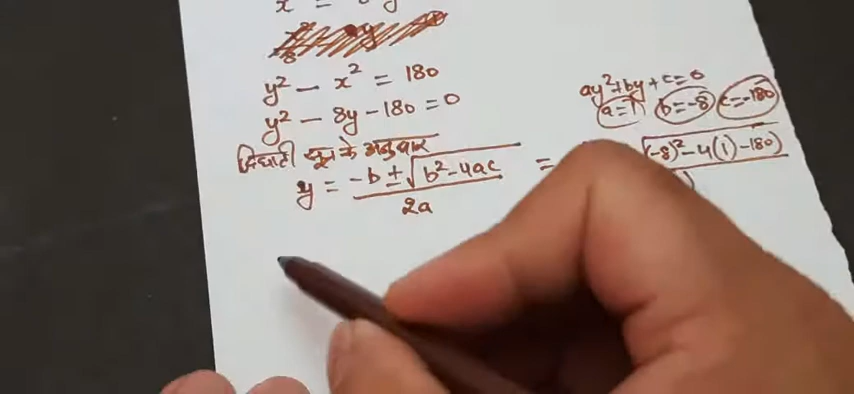 y² - x² = 180
y² - 8y - 180 = 0
ay² + by + c = 0
a = 1 b = -8 c = -180
सूत्र के अनुसार
y = (-b ± √(b² - 4ac)) / 2a = √((-8)² - 4(1) - 180)